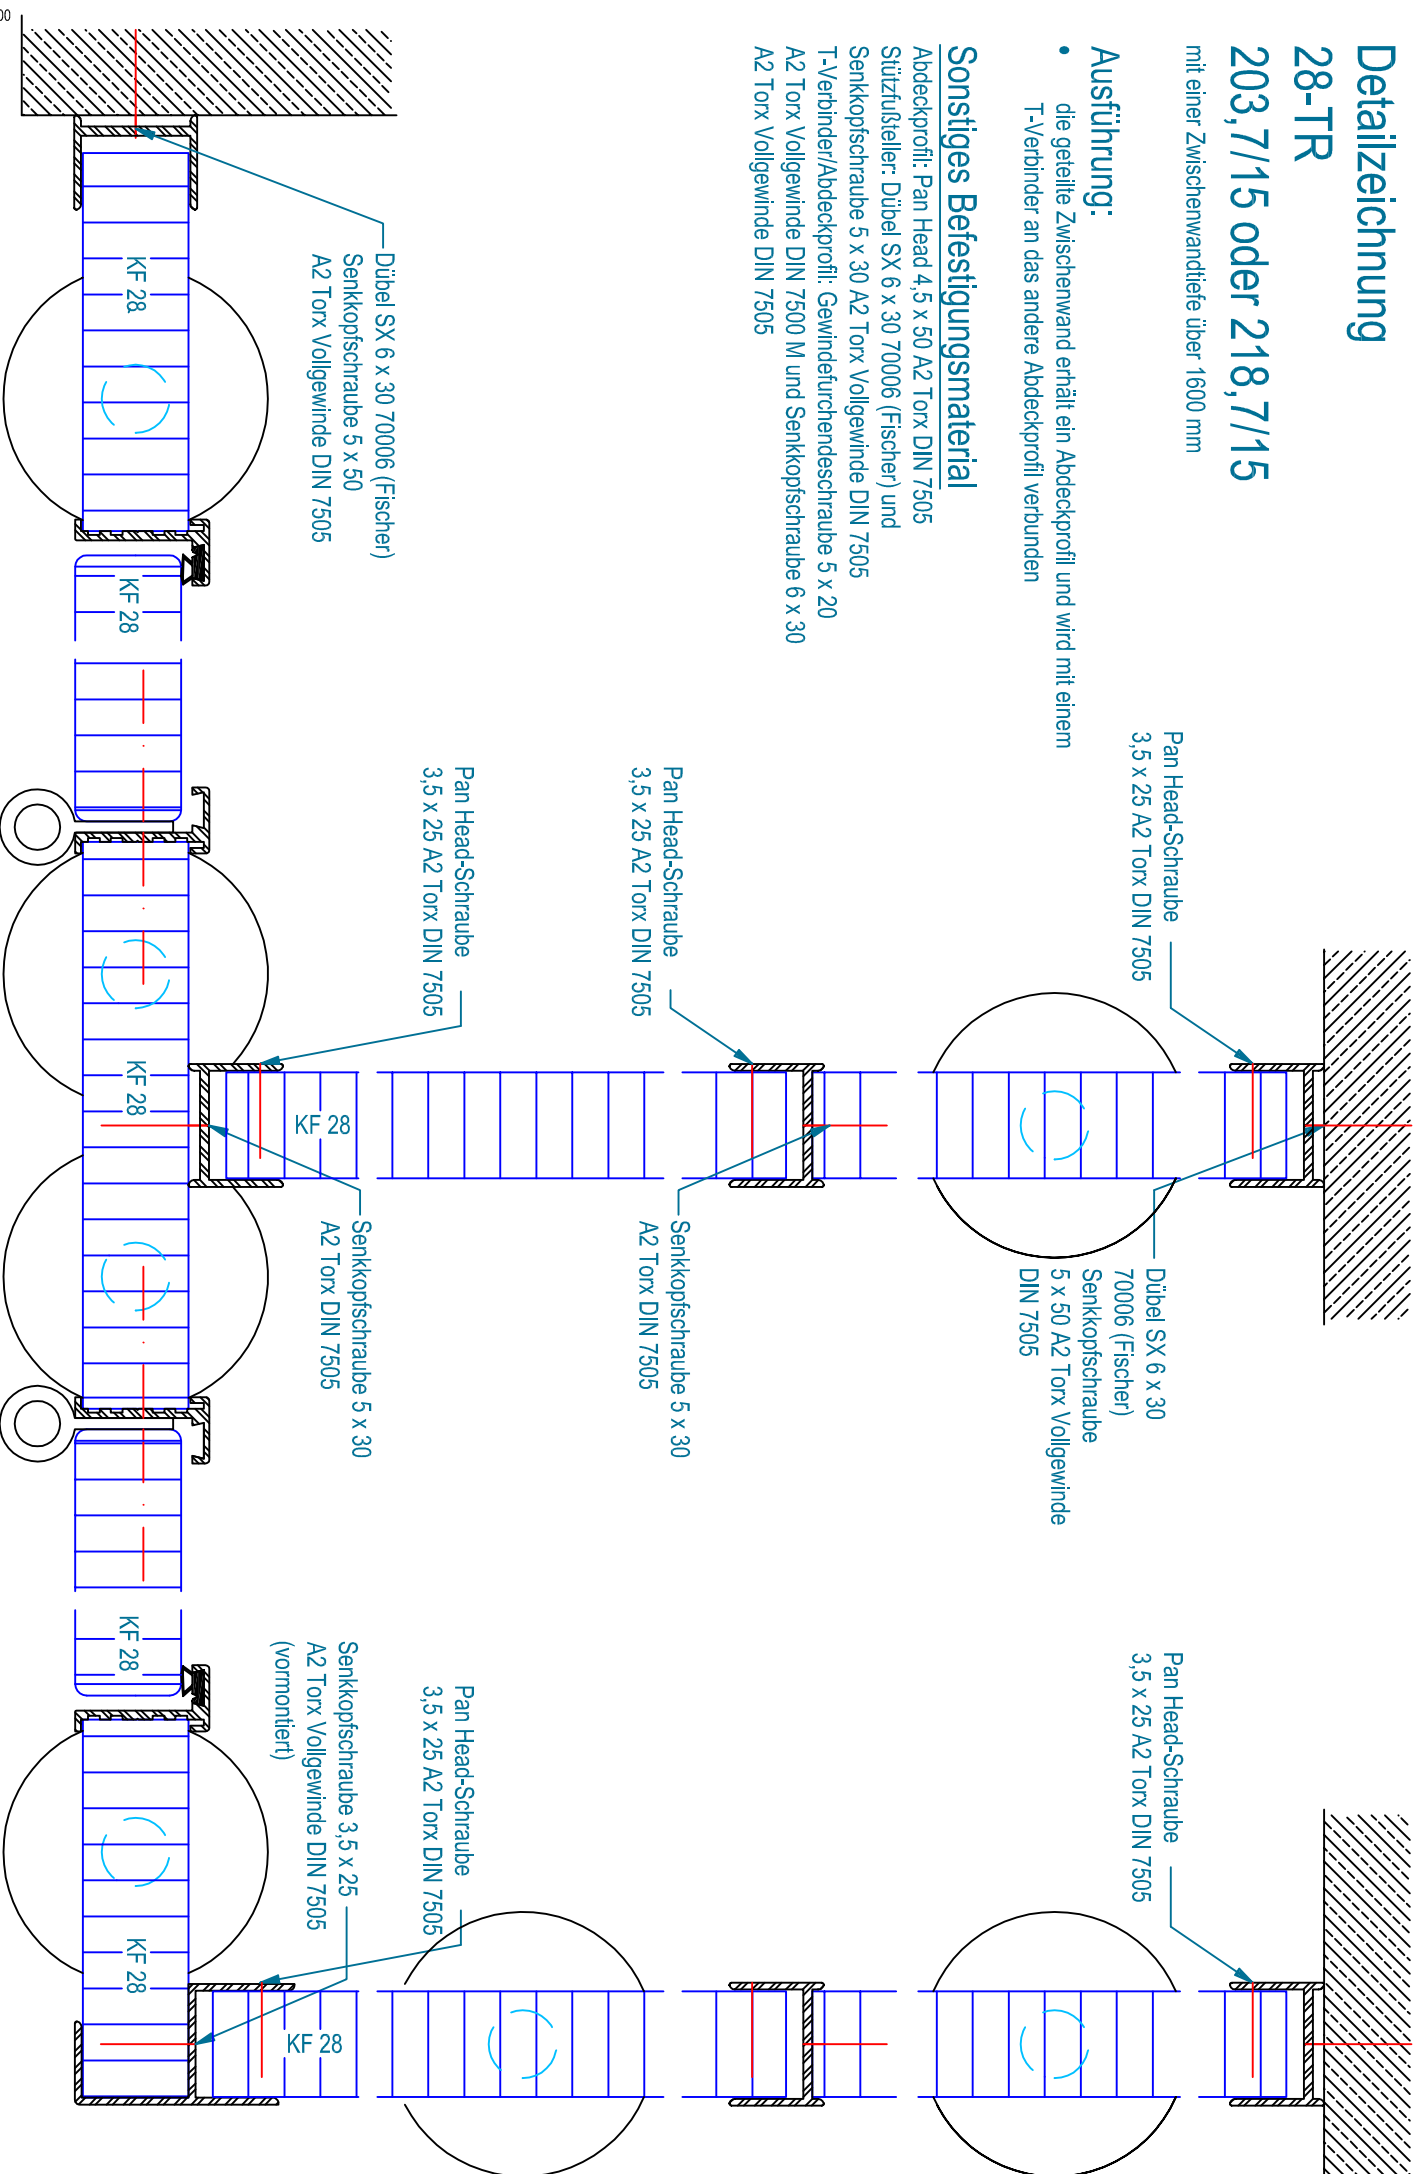 Detailzeichnung
28-TR
203,7/15 oder 218,7/15
mit einer Zwischenwandtiefe über 1600 mm
Ausführung:
• die geteilte Zwischenwand erhält ein Abdeckprofil und wird mit einem
T-Verbinder an das andere Abdeckprofil verbunden
Sonstiges Befestigungsmaterial
Abdeckprofil: Pan Head 4,5 x 50 A2 Torx DIN 7505
Stützfußteller: Dübel SX 6 x 30 70006 (Fischer) und
Senkkopfschraube 5 x 30 A2 Torx Vollgewinde DIN 7505
T-Verbinder/Abdeckprofil: Gewindefurchendeschraube 5 x 20
A2 Torx Vollgewinde DIN 7500 M und Senkkopfschraube 6 x 30
A2 Torx Vollgewinde DIN 7505
Pan Head-Schraube
3,5 x 25 A2 Torx DIN 7505
Dübel SX 6 x 30
70006 (Fischer)
Senkkopfschraube
5 x 50 A2 Torx Vollgewinde
DIN 7505
Pan Head-Schraube
3,5 x 25 A2 Torx DIN 7505
Pan Head-Schraube
3,5 x 25 A2 Torx DIN 7505
Senkkopfschraube 5 x 30
A2 Torx DIN 7505
Pan Head-Schraube
3,5 x 25 A2 Torx DIN 7505
Senkkopfschraube 5 x 30
A2 Torx DIN 7505
Pan Head-Schraube
3,5 x 25 A2 Torx DIN 7505
Senkkopfschraube 3,5 x 25
A2 Torx Vollgewinde DIN 7505
(vormontiert)
Dübel SX 6 x 30 70006 (Fischer)
Senkkopfschraube 5 x 50
A2 Torx Vollgewinde DIN 7505
KF 28
KF 28
KF 28
KF 28
KF 28
KF 28
KF 28
KF 28